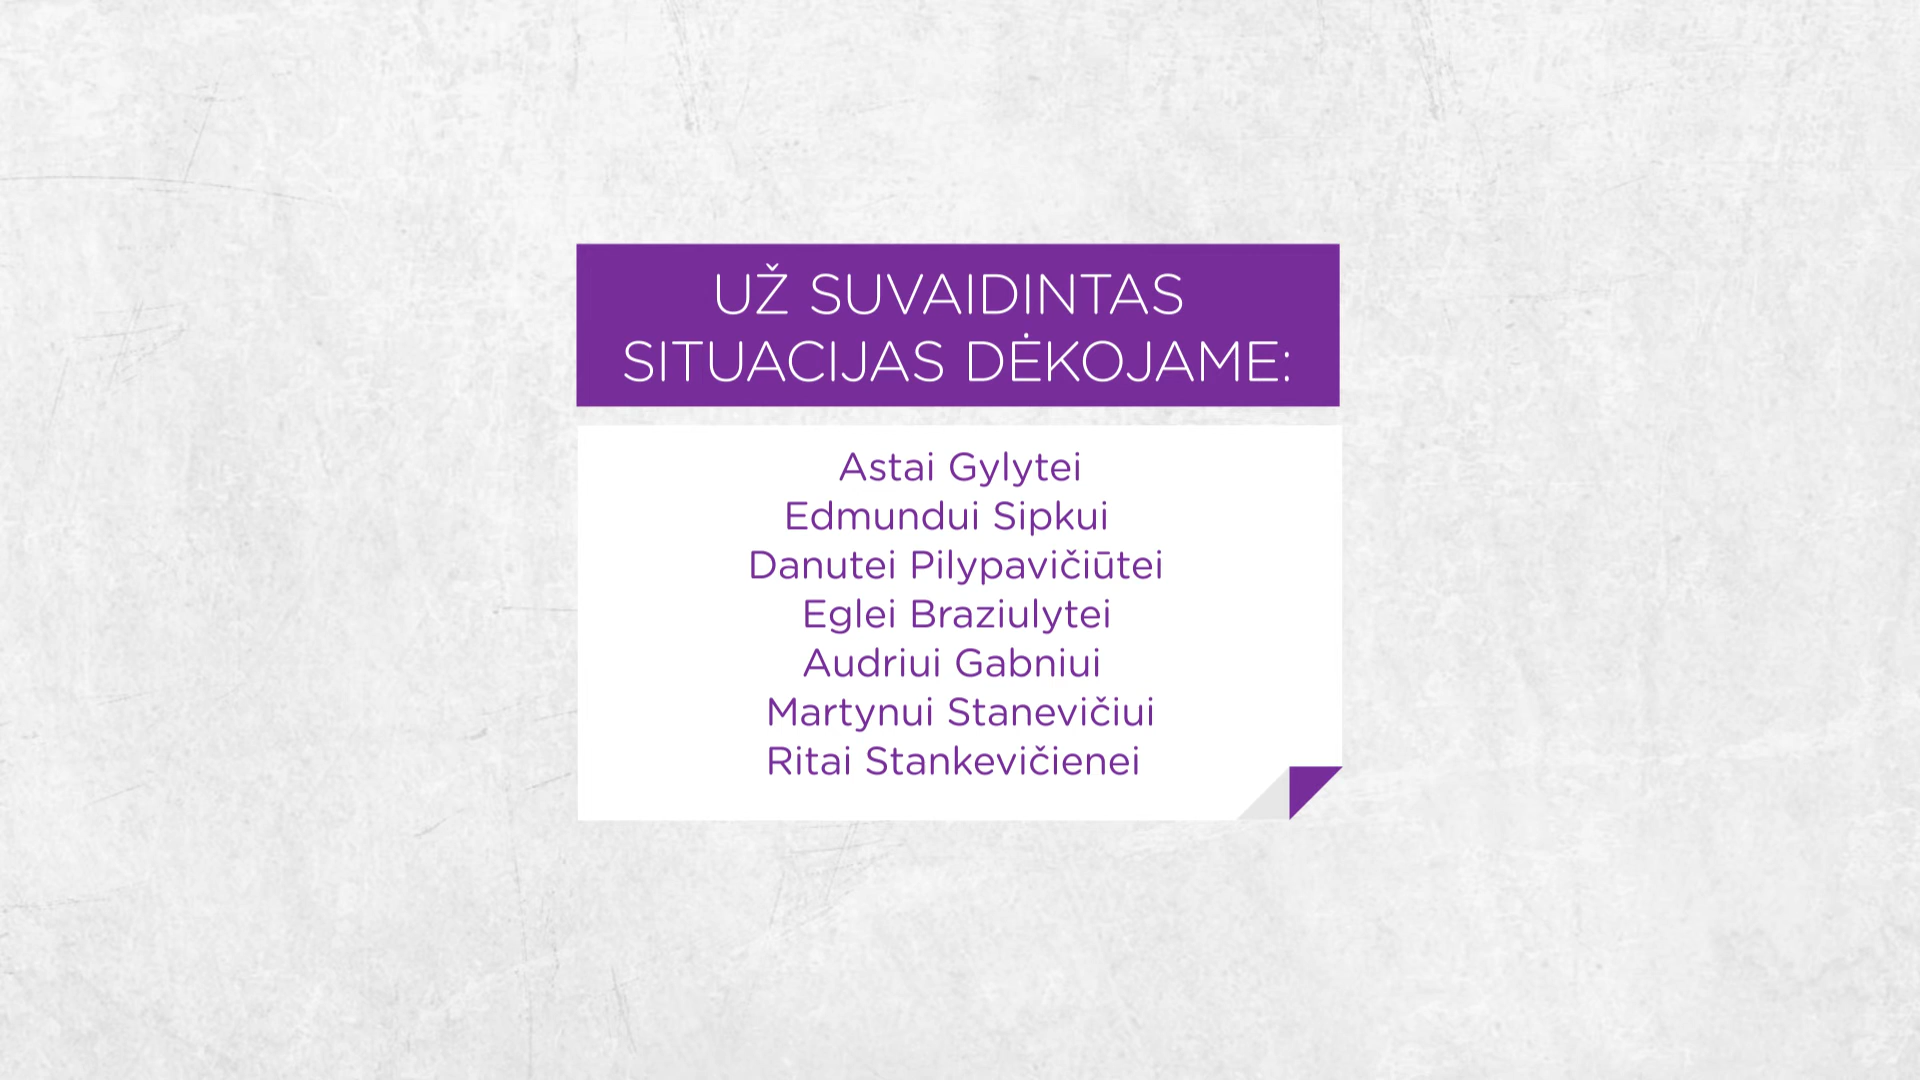 UŽ SUVAIDINTAS
SITUACIJAS DĖKOJAME:
Astai Gylytei
Edmundui Sipkui
Danutei Pilypavičiūtei
Eglei Braziulytei
Audriui Gabniui
Martynui Stanevičiui
Ritai Stankevičienei